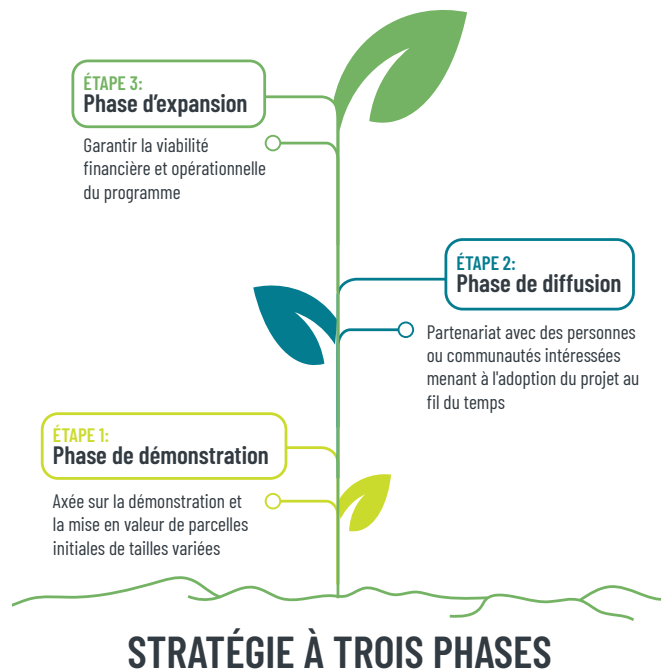 ÉTAPE 3:
Phase d'expansion
Garantir la viabilité
financière et opérationnelle
du programme
ÉTAPE 2:
Phase de diffusion
Partenariat avec des personnes
ou communautés intéressées
menant à l'adoption du projet au
fil du temps
ÉTAPE 1:
Phase de démonstration
Axée sur la démonstration et
la mise en valeur de parcelles
initiales de tailles variées
STRATÉGIE À TROIS PHASES